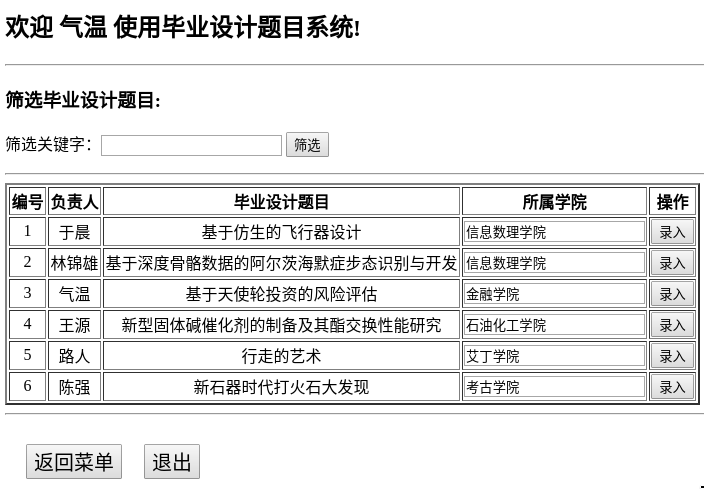 欢迎 气温 使用毕业设计题目系统!
筛选毕业设计题目:
筛选关键字: 筛选
编号 负责人 毕业设计题目 所属学院 操作
1 于晨 基于仿生的飞行器设计 信息数理学院 录入
2 林锦雄 基于深度骨骼数据的阿尔茨海默症步态识别与开发 信息数理学院 录入
3 气温 基于天使轮投资的风险评估 金融学院 录入
4 王源 新型固体碱催化剂的制备及其酯交换性能研究 石油化工学院 录入
5 路人 行走的艺术 艾丁学院 录入
6 陈强 新石器时代打火石大发现 考古学院 录入
返回菜单 退出